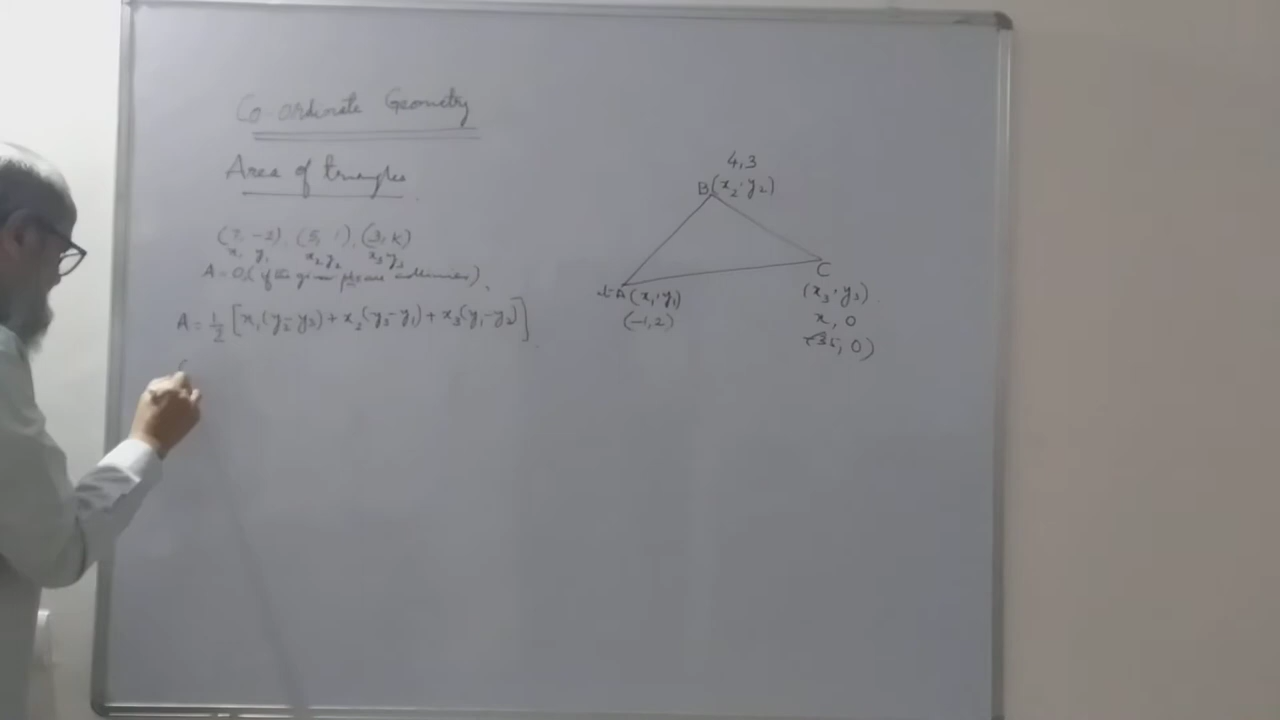 Co-ordinate Geometry
Area of triangles
(7, -2), (5, 1), (3, k)
x₁ y₁ x₂ y₂ x₃ y₃
A = 0, (if the given pts are collinear).
A = 1/2 [x₁(y₂-y₃) + x₂(y₃-y₁) + x₃(y₁-y₂)]
4,3
B(x₂, y₂)
C
A(x₁, y₁)
(x₃, y₃)
(-1, 2)
x, 0
, 0)